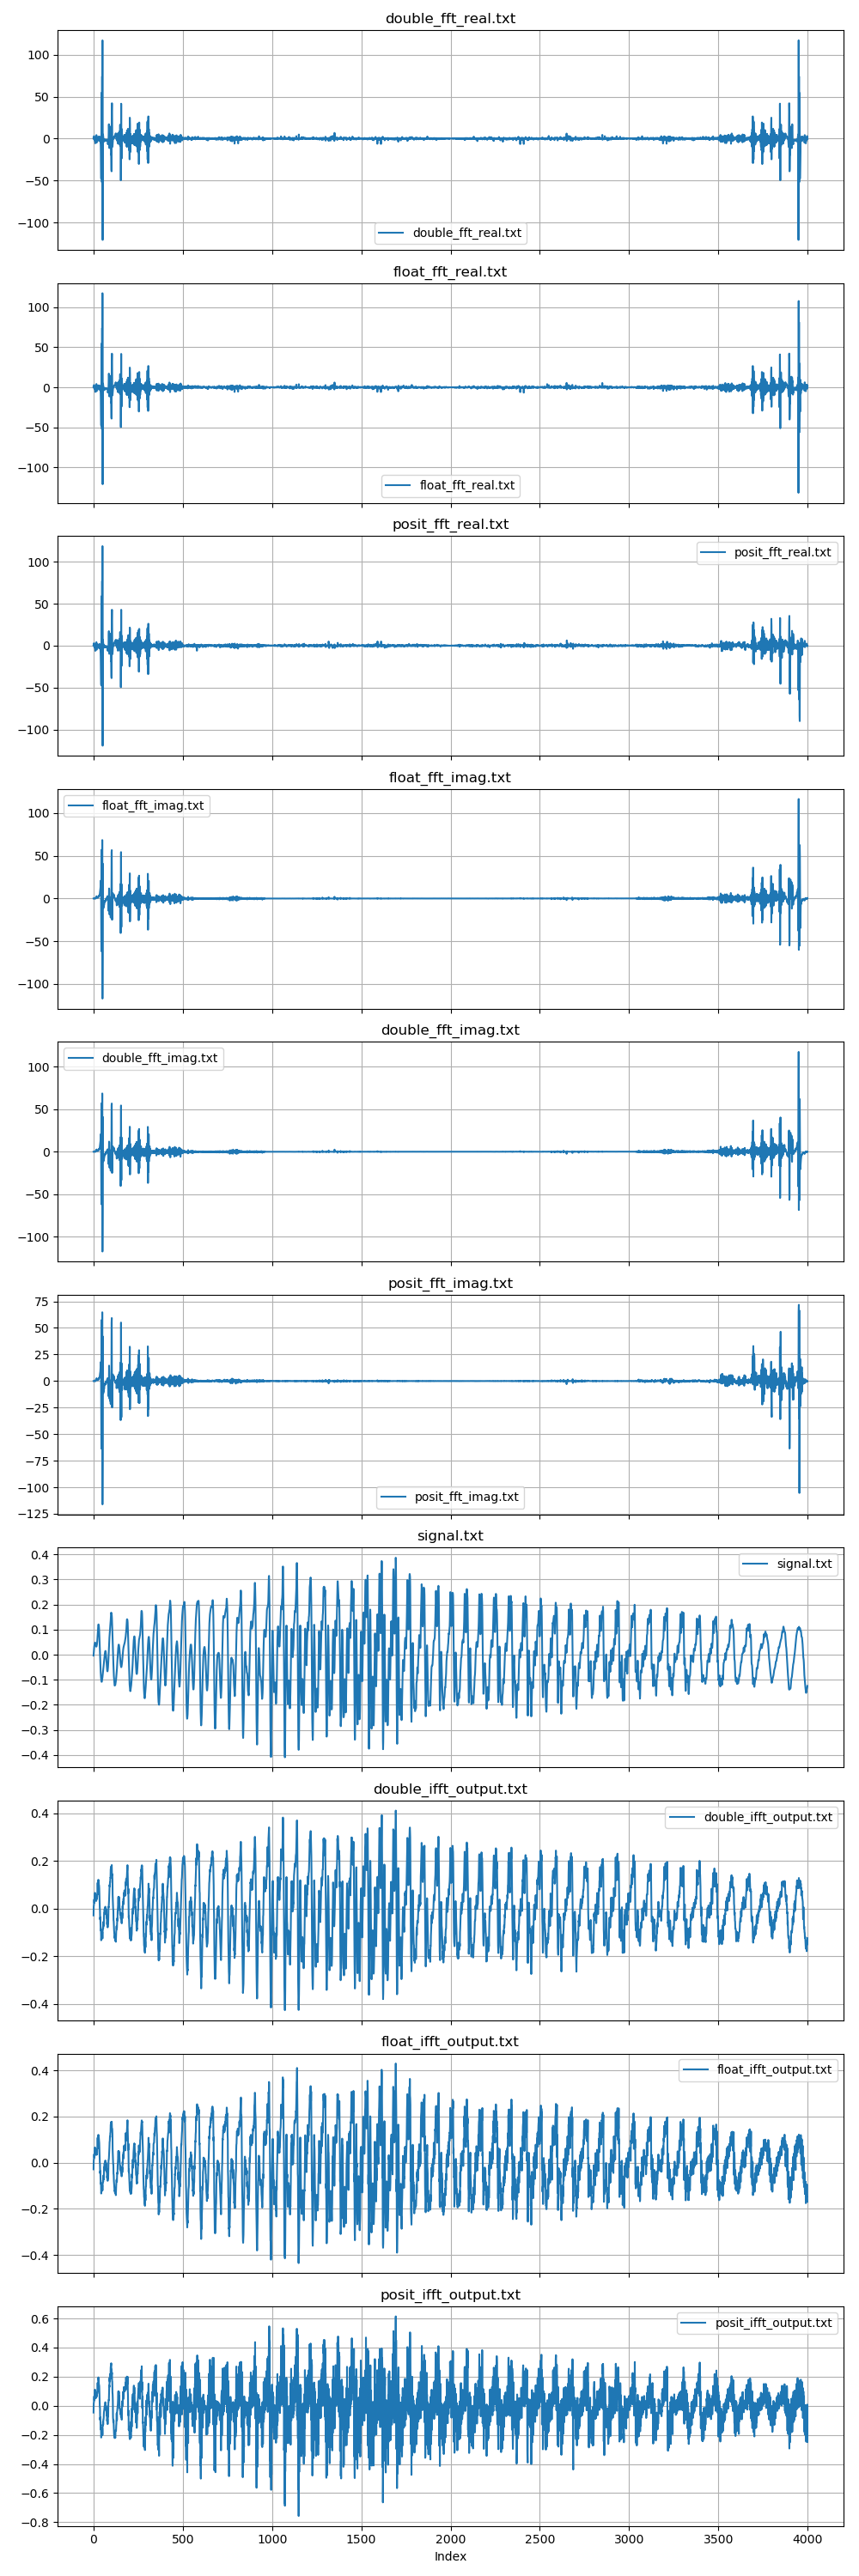 double_fft_real.txt
100
50
0
−50
−100
double_fft_real.txt
float_fft_real.txt
100
50
0
−50
−100
float_fft_real.txt
posit_fft_real.txt
100
50
0
−50
−100
posit_fft_real.txt
float_fft_imag.txt
100
50
0
−50
−100
float_fft_imag.txt
double_fft_imag.txt
100
50
0
−50
−100
double_fft_imag.txt
posit_fft_imag.txt
75
50
25
0
−25
−50
−75
−100
−125
posit_fft_imag.txt
signal.txt
0.4
0.3
0.2
0.1
0.0
−0.1
−0.2
−0.3
−0.4
signal.txt
double_ifft_output.txt
0.4
0.2
0.0
−0.2
−0.4
double_ifft_output.txt
float_ifft_output.txt
0.4
0.2
0.0
−0.2
−0.4
float_ifft_output.txt
posit_ifft_output.txt
0.6
0.4
0.2
0.0
−0.2
−0.4
−0.6
−0.8
posit_ifft_output.txt
0 500 1000 1500 2000 2500 3000 3500 4000
Index